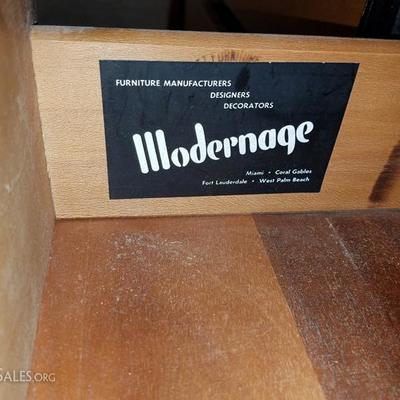 FURNITURE MANUFACTURERS
DESIGNERS
DECORATORS
Modernage
Miami • Coral Gables
Fort Lauderdale • West Palm Beach
SALES.ORG